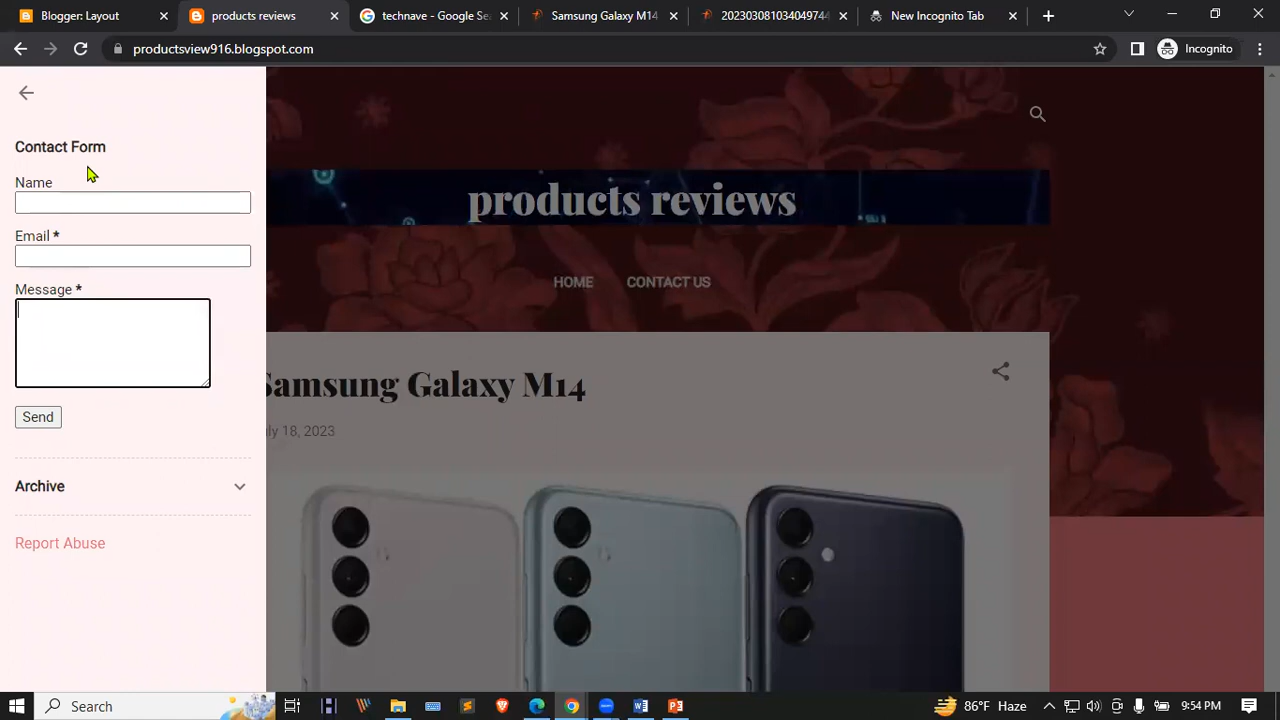 Blogger: Layout
products reviews
technave - Google Se
Samsung Galaxy M14
20230308103404974
New Incognito Tab
productsview916.blogspot.com
Incognito
Contact Form
Name
Email *
Message *
Send
Archive
Report Abuse
products reviews
HOME CONTACT US
Samsung Galaxy M14
uly 18, 2023
Search
86°F Haze
9:54 PM